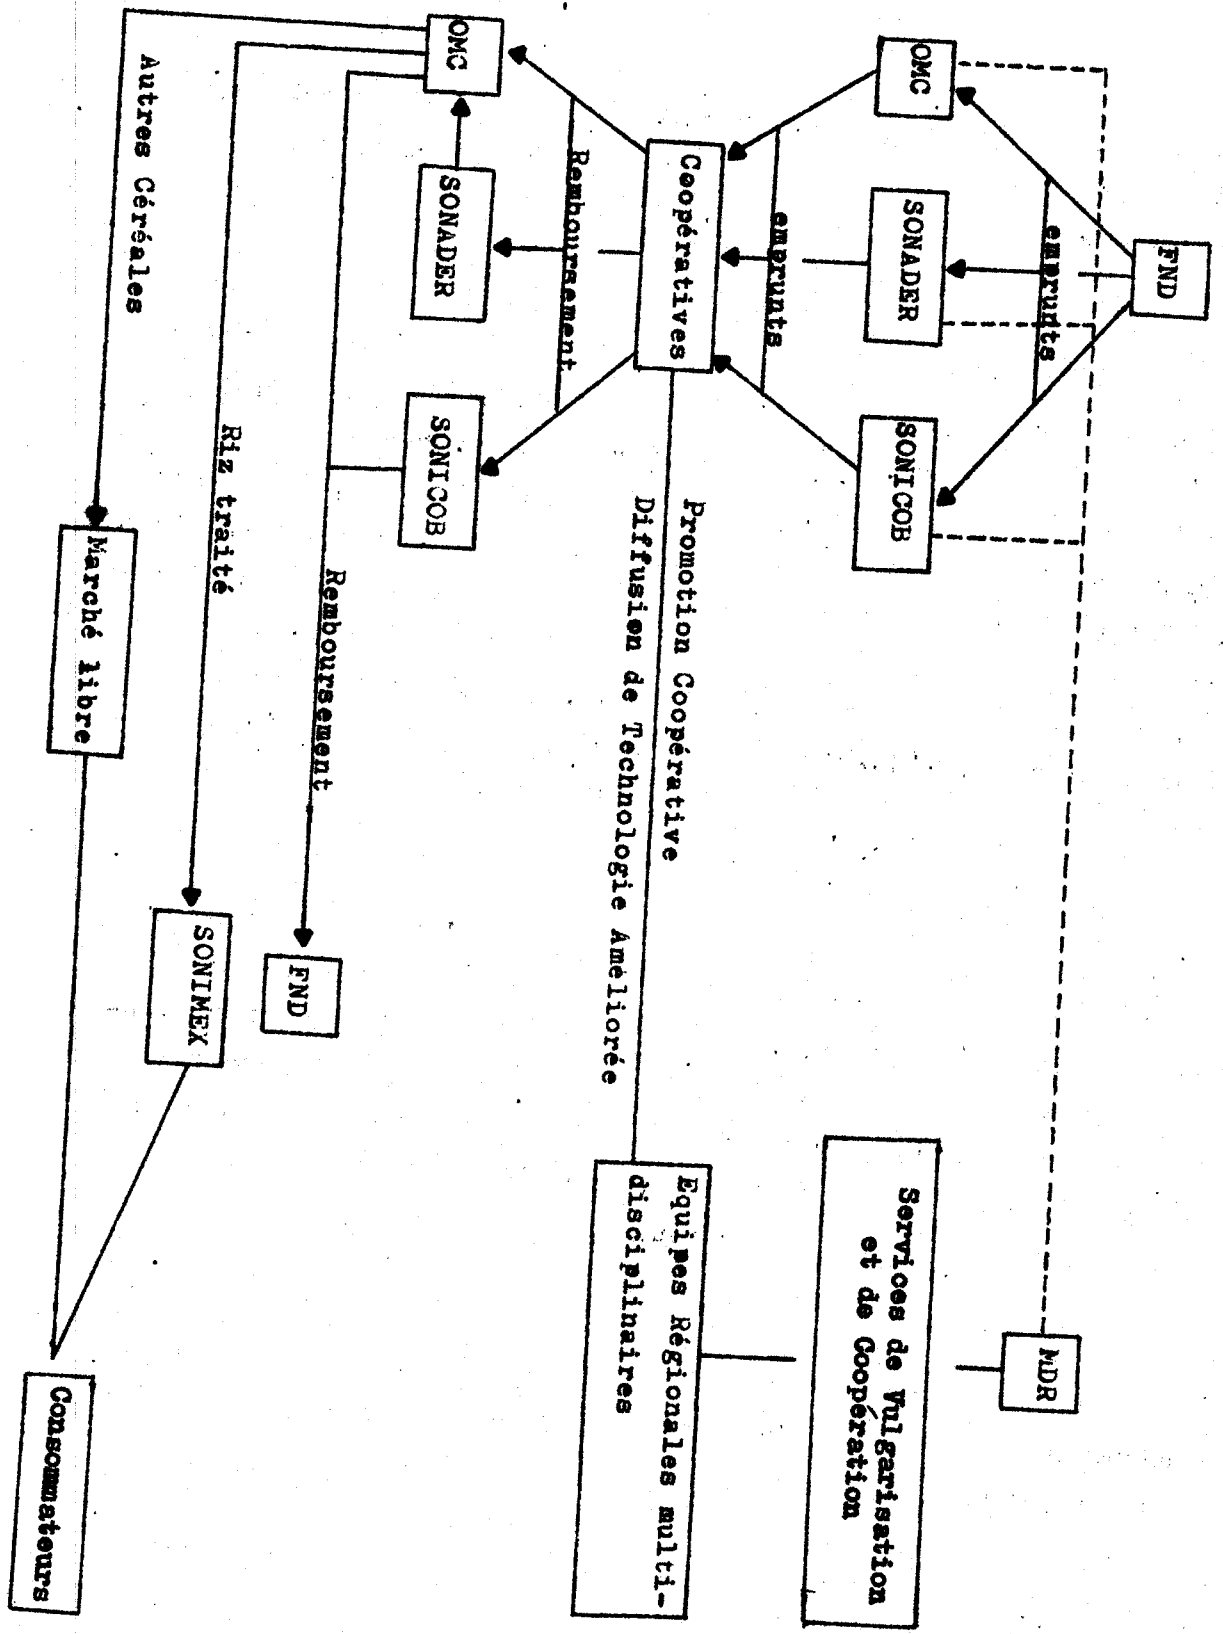 FND
MDR
emprunts
OMC
SONADER
SONICOB
Services de Vulgarisation
et de Coopération
emprunts
Coopératives
Promotion Coopérative
Diffusion de Technologie Améliorée
Equipes Régionales multi-
disciplinaires
Remboursement
OMC
SONADER
SONICOB
Remboursement
FND
Riz traité
SONIMEX
Autres Céréales
Marché libre
Consommateurs